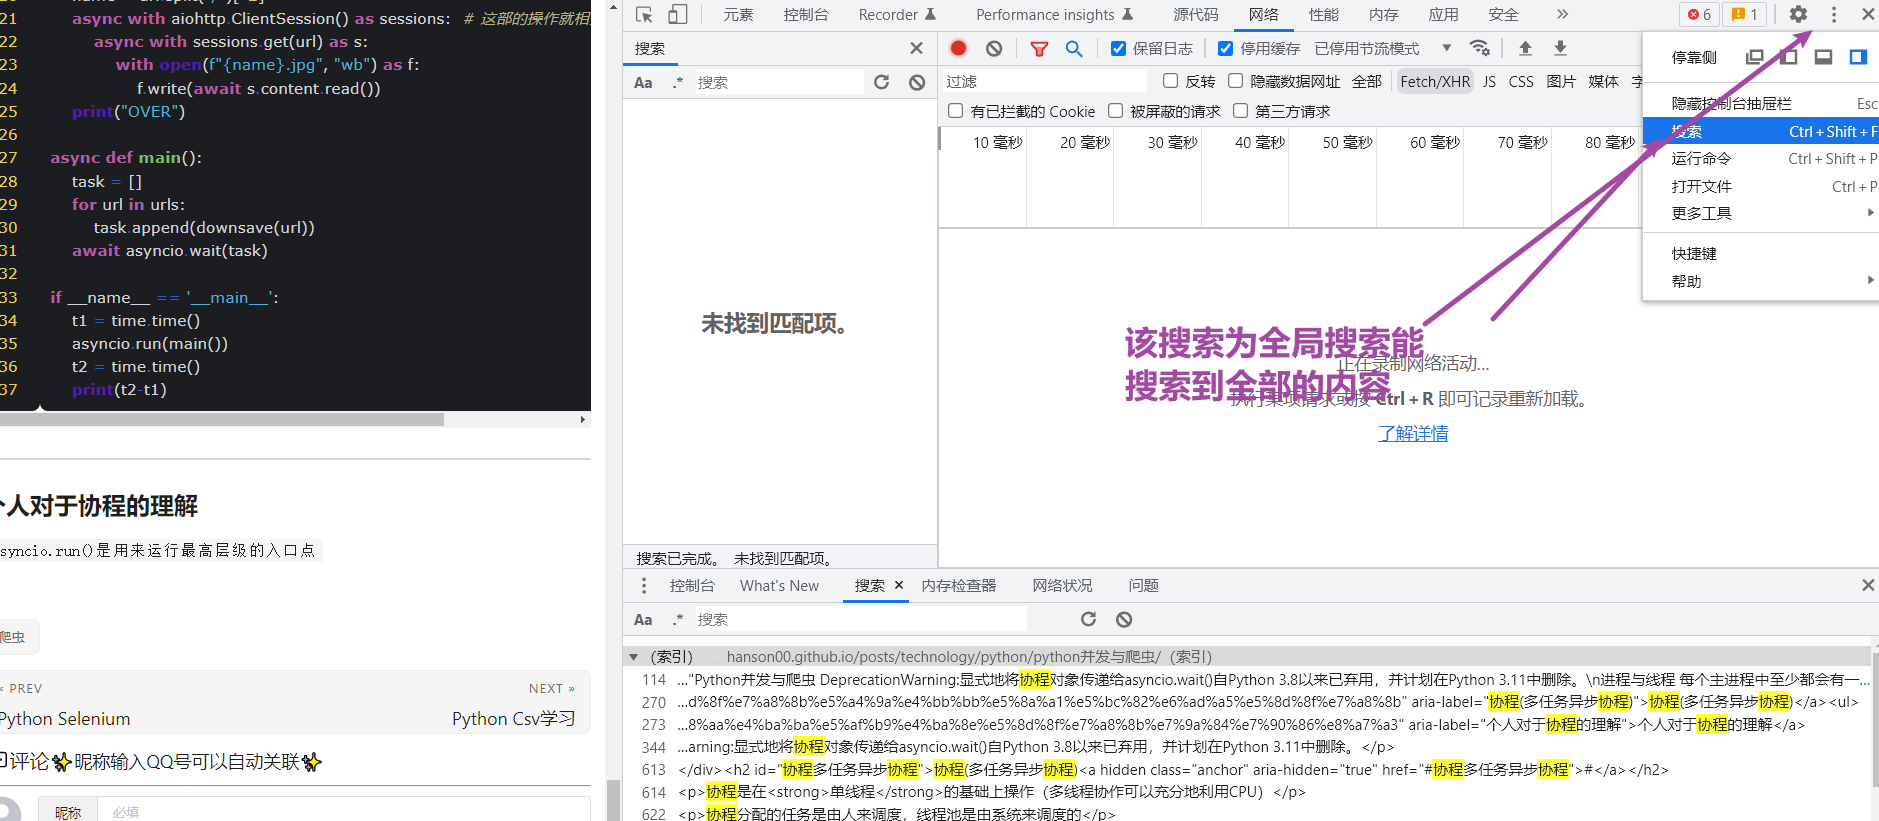 21 async with aiohttp.ClientSession() as sessions: # 这部的操作就相
22 async with sessions.get(url) as s:
23 with open(f"{name}.jpg", "wb") as f:
24 f.write(await s.content.read())
25 print("OVER")
26
27 async def main():
28 task = []
29 for url in urls:
30 task.append(downsave(url))
31 await asyncio.wait(task)
32
33 if __name__ == '__main__':
34 t1 = time.time()
35 asyncio.run(main())
36 t2 = time.time()
37 print(t2-t1)
个人对于协程的理解
syncio.run()是用来运行最高层级的入口点
爬虫
« PREV
NEXT »
Python Selenium
Python Csv学习
评论✨昵称输入QQ号可以自动关联✨
昵称 必填
元素 控制台 Recorder Performance insights 源代码 网络 性能 内存 应用 安全 » 6 1
搜索
Aa .* 搜索
未找到匹配项。
搜索已完成。 未找到匹配项。
保留日志 停用缓存 已停用节流模式
过滤 反转 隐藏数据网址 全部 Fetch/XHR JS CSS 图片 媒体 字
有已拦截的 Cookie 被屏蔽的请求 第三方请求
10 毫秒 20 毫秒 30 毫秒 40 毫秒 50 毫秒 60 毫秒 70 毫秒 80 毫秒
该搜索为全局搜索能
搜索到全部的内容
正在录制网络活动...
执行某项请求或按 Ctrl + R 即可记录重新加载。
了解详情
停靠侧
隐藏控制台抽屉栏 Esc
搜索 Ctrl + Shift + F
运行命令 Ctrl + Shift + P
打开文件 Ctrl + P
更多工具
快捷键
帮助
控制台 What's New 搜索 × 内存检查器 网络状况 问题
Aa .* 搜索
▼ (索引) — hanson00.github.io/posts/technology/python/python并发与爬虫/ (索引)
114 ..."Python并发与爬虫 DeprecationWarning:显式地将协程对象传递给asyncio.wait()自Python 3.8以来已弃用，并计划在Python 3.11中删除。\n进程与线程 每个主进程中至少都会有一...
270 ...d%8f%e7%a8%8b%e5%a4%9a%e4%bb%bb%e5%8a%a1%e5%bc%82%e6%ad%a5%e5%8d%8f%e7%a8%8b" aria-label="协程(多任务异步协程)">协程(多任务异步协程)</a><ul>
273 ...8%aa%e4%ba%ba%e5%af%b9%e4%ba%8e%e5%8d%8f%e7%a8%8b%e7%9a%84%e7%90%86%e8%a7%a3" aria-label="个人对于协程的理解">个人对于协程的理解</a>
344 ...arning:显式地将协程对象传递给asyncio.wait()自Python 3.8以来已弃用，并计划在Python 3.11中删除。</p>
613 </div><h2 id="协程多任务异步协程">协程(多任务异步协程)<a hidden class="anchor" aria-hidden="true" href="#协程多任务异步协程">#</a></h2>
614 <p>协程是在<strong>单线程</strong>的基础上操作（多线程协作可以充分地利用CPU）</p>
622 <p>协程分配的任务是由人来调度，线程池是由系统来调度的</p>